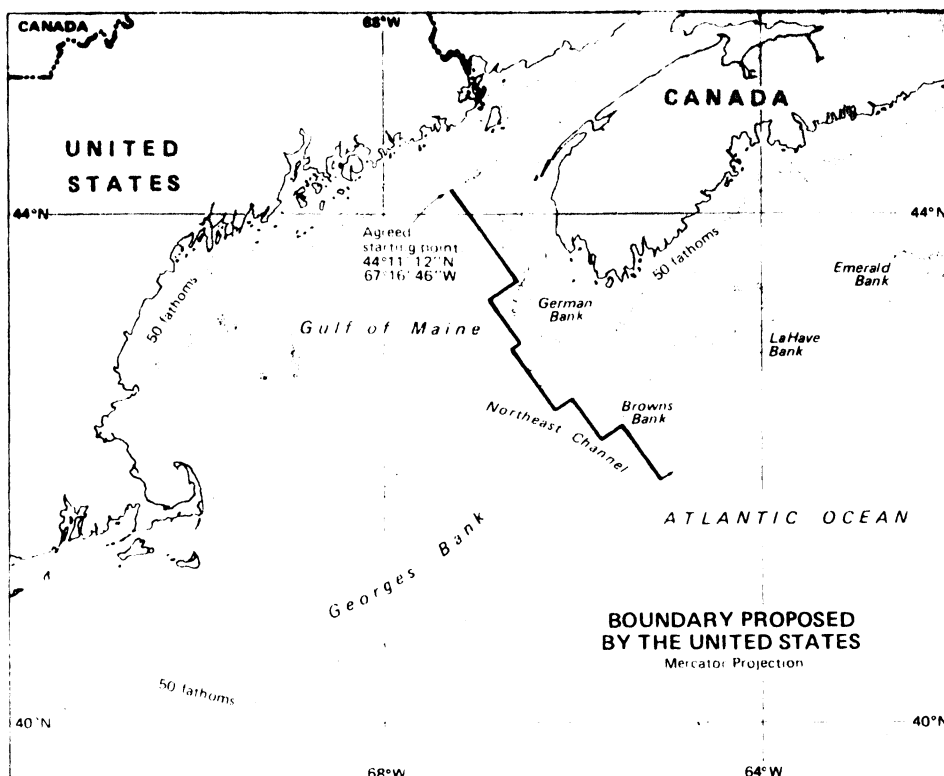 CANADA
68°W
UNITED
STATES
CANADA
44°N
44°N
Agreed
starting point
44°11'12"N
67°16'46"W
50 fathoms
50 fathoms
Emerald
Bank
German
Bank
Gulf of Maine
LaHave
Bank
Browns
Bank
Northeast Channel
ATLANTIC OCEAN
Georges Bank
BOUNDARY PROPOSED
BY THE UNITED STATES
Mercator Projection
50 fathoms
40°N
40°N
68°W
64°W